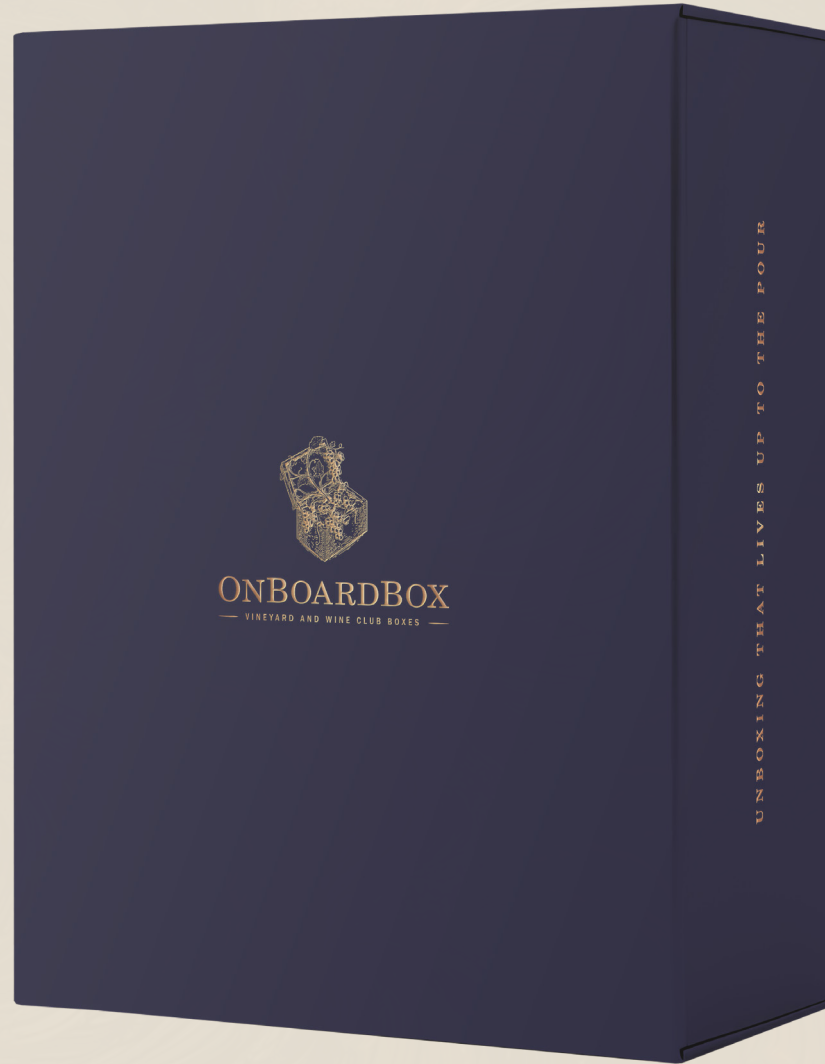 ONBOARDBOX
VINEYARD AND WINE CLUB BOXES
UNBOXING THAT LIVES UP TO THE POUR